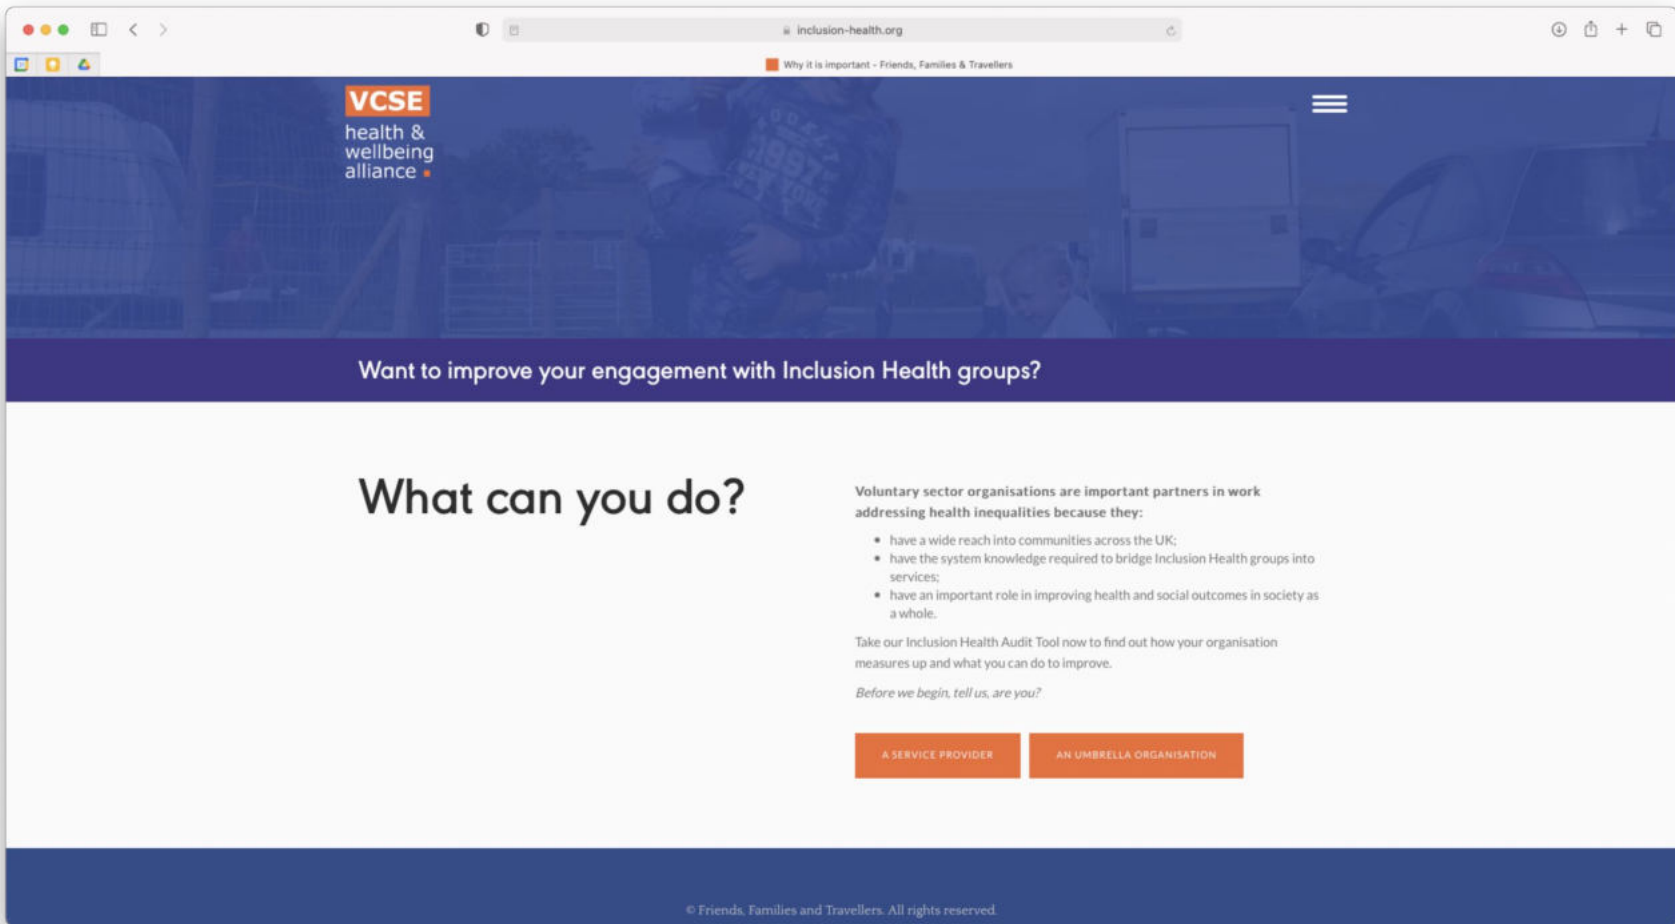 inclusion-health.org
Why it is important - Friends, Families & Travellers
VCSE
health &
wellbeing
alliance
Want to improve your engagement with Inclusion Health groups?
What can you do?
Voluntary sector organisations are important partners in work
addressing health inequalities because they:
have a wide reach into communities across the UK;
have the system knowledge required to bridge Inclusion Health groups into
services;
have an important role in improving health and social outcomes in society as
a whole.
Take our Inclusion Health Audit Tool now to find out how your organisation
measures up and what you can do to improve.
Before we begin, tell us, are you?
A SERVICE PROVIDER
AN UMBRELLA ORGANISATION
© Friends, Families and Travellers. All rights reserved.